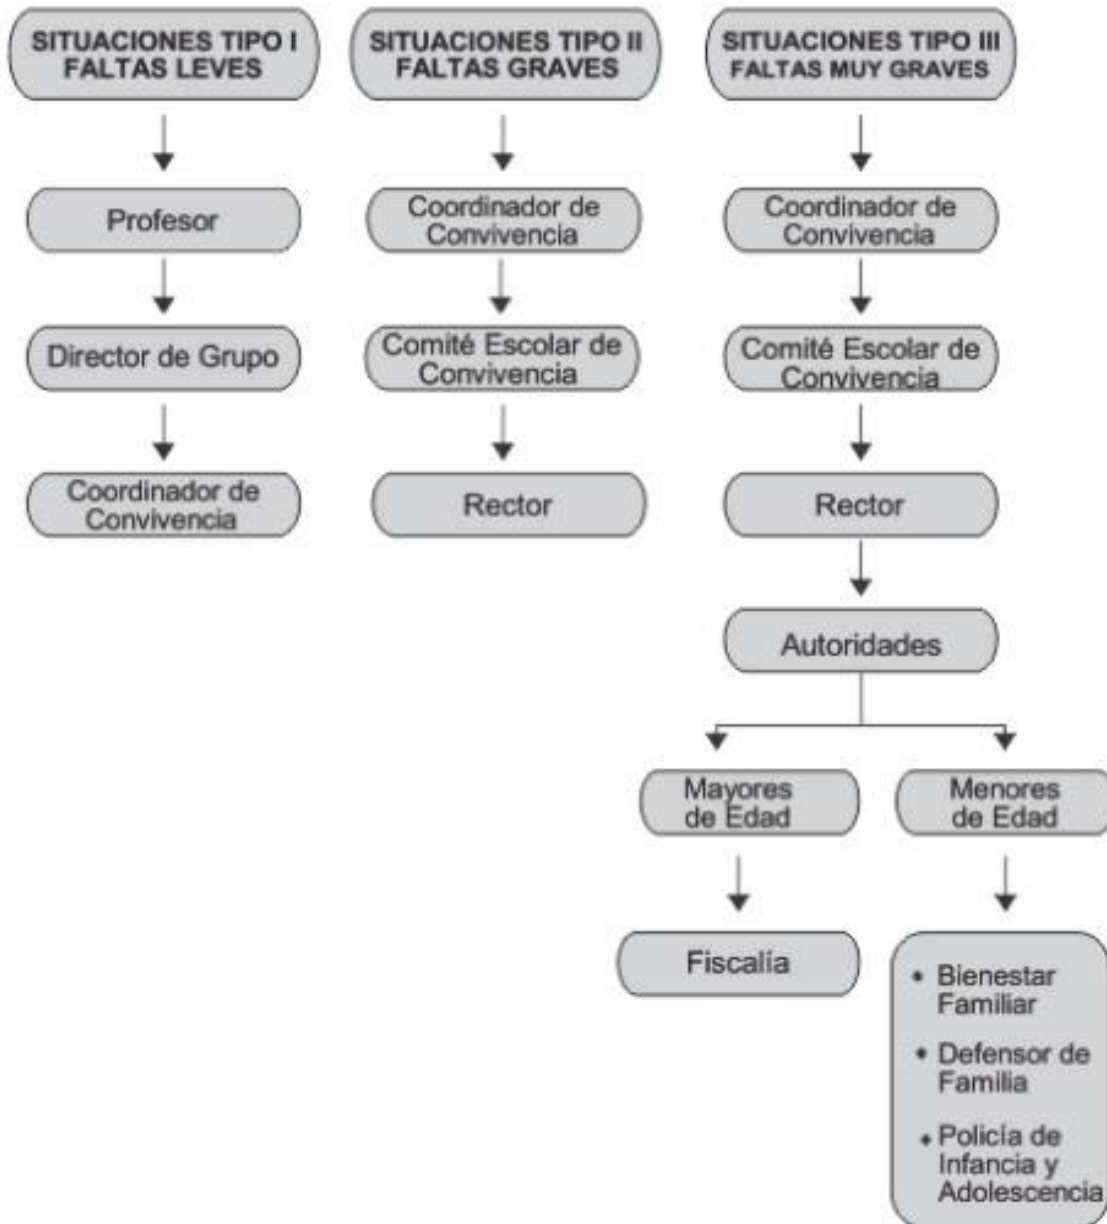 SITUACIONES TIPO I
FALTAS LEVES
Profesor
Director de Grupo
Coordinador de
Convivencia
SITUACIONES TIPO II
FALTAS GRAVES
Coordinador de
Convivencia
Comité Escolar de
Convivencia
Rector
SITUACIONES TIPO III
FALTAS MUY GRAVES
Coordinador de
Convivencia
Comité Escolar de
Convivencia
Rector
Autoridades
Mayores
de Edad
Fiscalía
Menores
de Edad
• Bienestar
Familiar
• Defensor de
Familia
• Policía de
Infancia y
Adolescencia